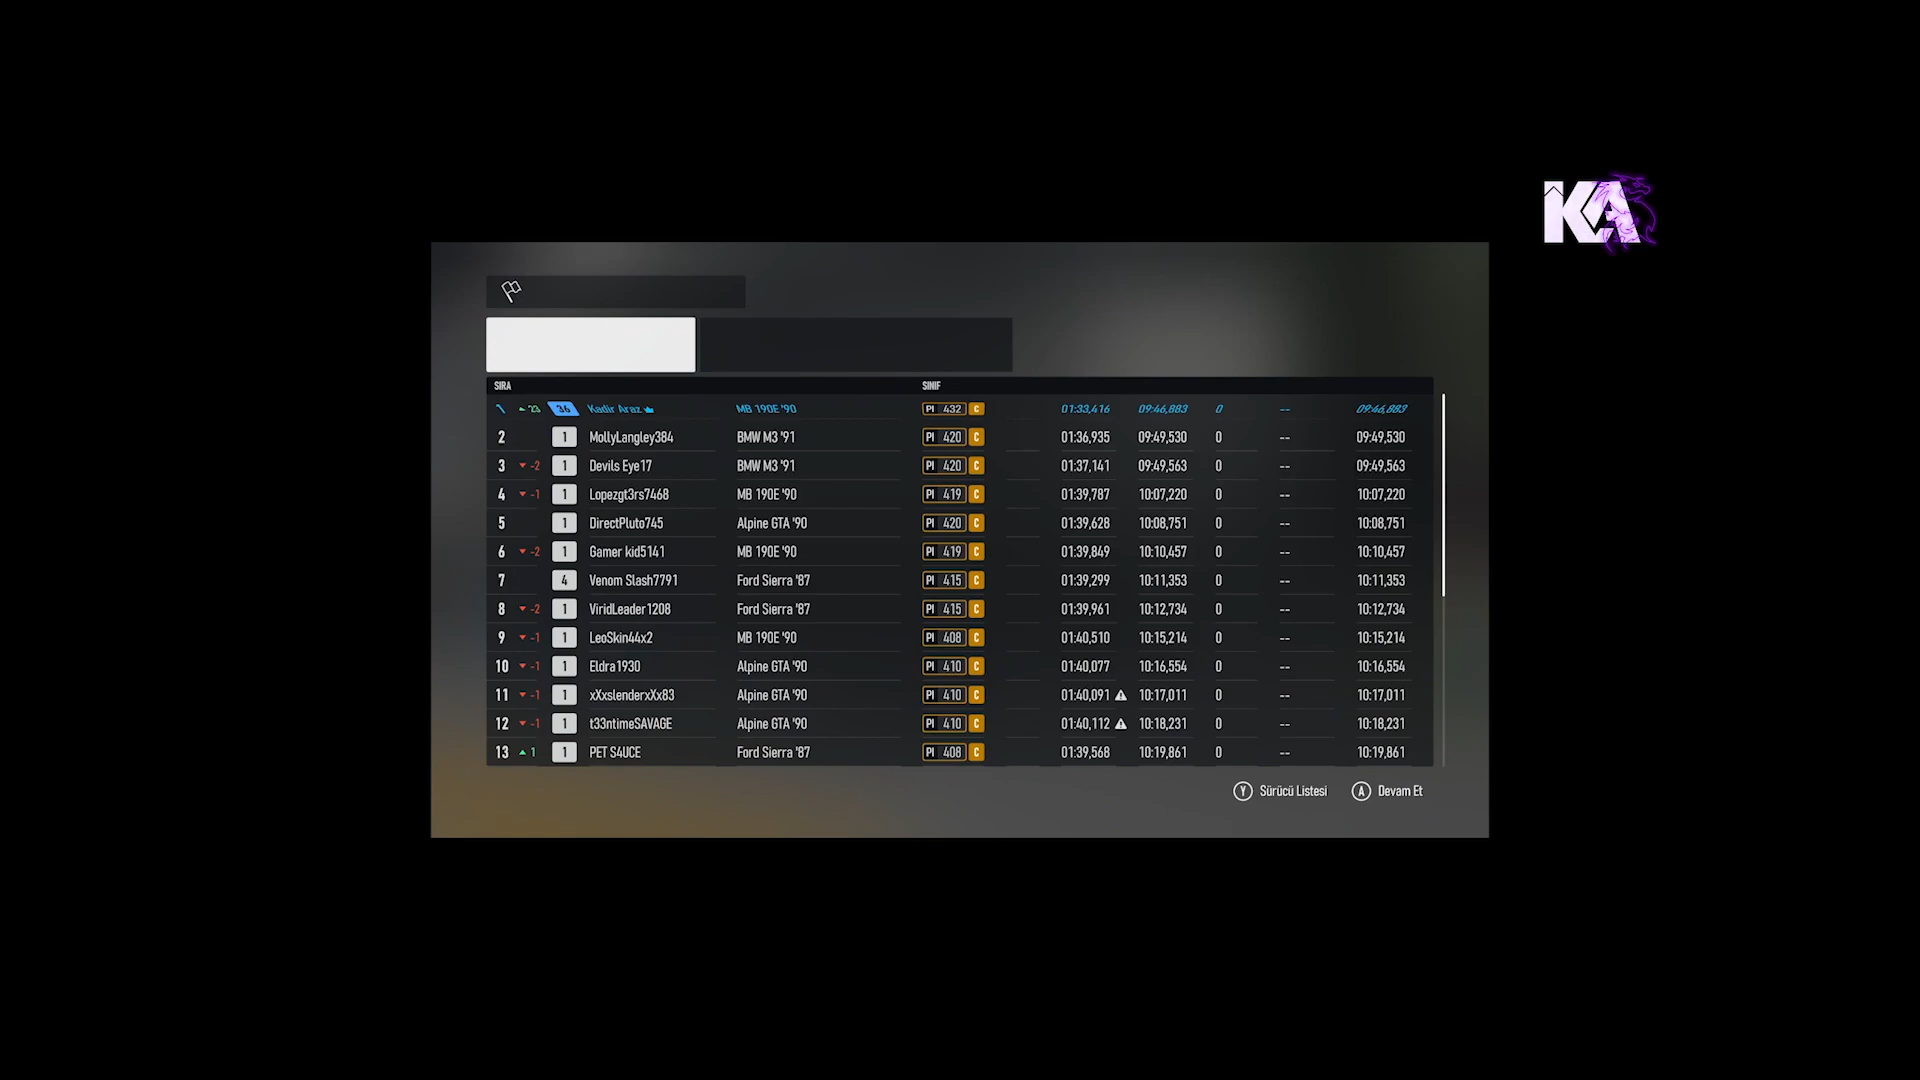 KA
SIRA SINIF
1 23 36 Kadir Araz MB 190E '90 PI 432 C 01:33,416 09:46,883 0 -- 09:46,883
2 1 MollyLangley384 BMW M3 '91 PI 420 C 01:36,935 09:49,530 0 -- 09:49,530
3 -2 1 Devils Eye17 BMW M3 '91 PI 420 C 01:37,141 09:49,563 0 -- 09:49,563
4 -1 1 Lopezgt3rs7468 MB 190E '90 PI 419 C 01:39,787 10:07,220 0 -- 10:07,220
5 1 DirectPluto745 Alpine GTA '90 PI 420 C 01:39,628 10:08,751 0 -- 10:08,751
6 -2 1 Gamer kid5141 MB 190E '90 PI 419 C 01:39,849 10:10,457 0 -- 10:10,457
7 4 Venom Slash7791 Ford Sierra '87 PI 415 C 01:39,299 10:11,353 0 -- 10:11,353
8 -2 1 ViridLeader1208 Ford Sierra '87 PI 415 C 01:39,961 10:12,734 0 -- 10:12,734
9 -1 1 LeoSkin44x2 MB 190E '90 PI 408 C 01:40,510 10:15,214 0 -- 10:15,214
10 -1 1 Eldra1930 Alpine GTA '90 PI 410 C 01:40,077 10:16,554 0 -- 10:16,554
11 -1 1 xXxslenderxXx83 Alpine GTA '90 PI 410 C 01:40,091 10:17,011 0 -- 10:17,011
12 -1 1 t33ntimeSAVAGE Alpine GTA '90 PI 410 C 01:40,112 10:18,231 0 -- 10:18,231
13 1 1 PET S4UCE Ford Sierra '87 PI 408 C 01:39,568 10:19,861 0 -- 10:19,861
Y Sürücü Listesi A Devam Et